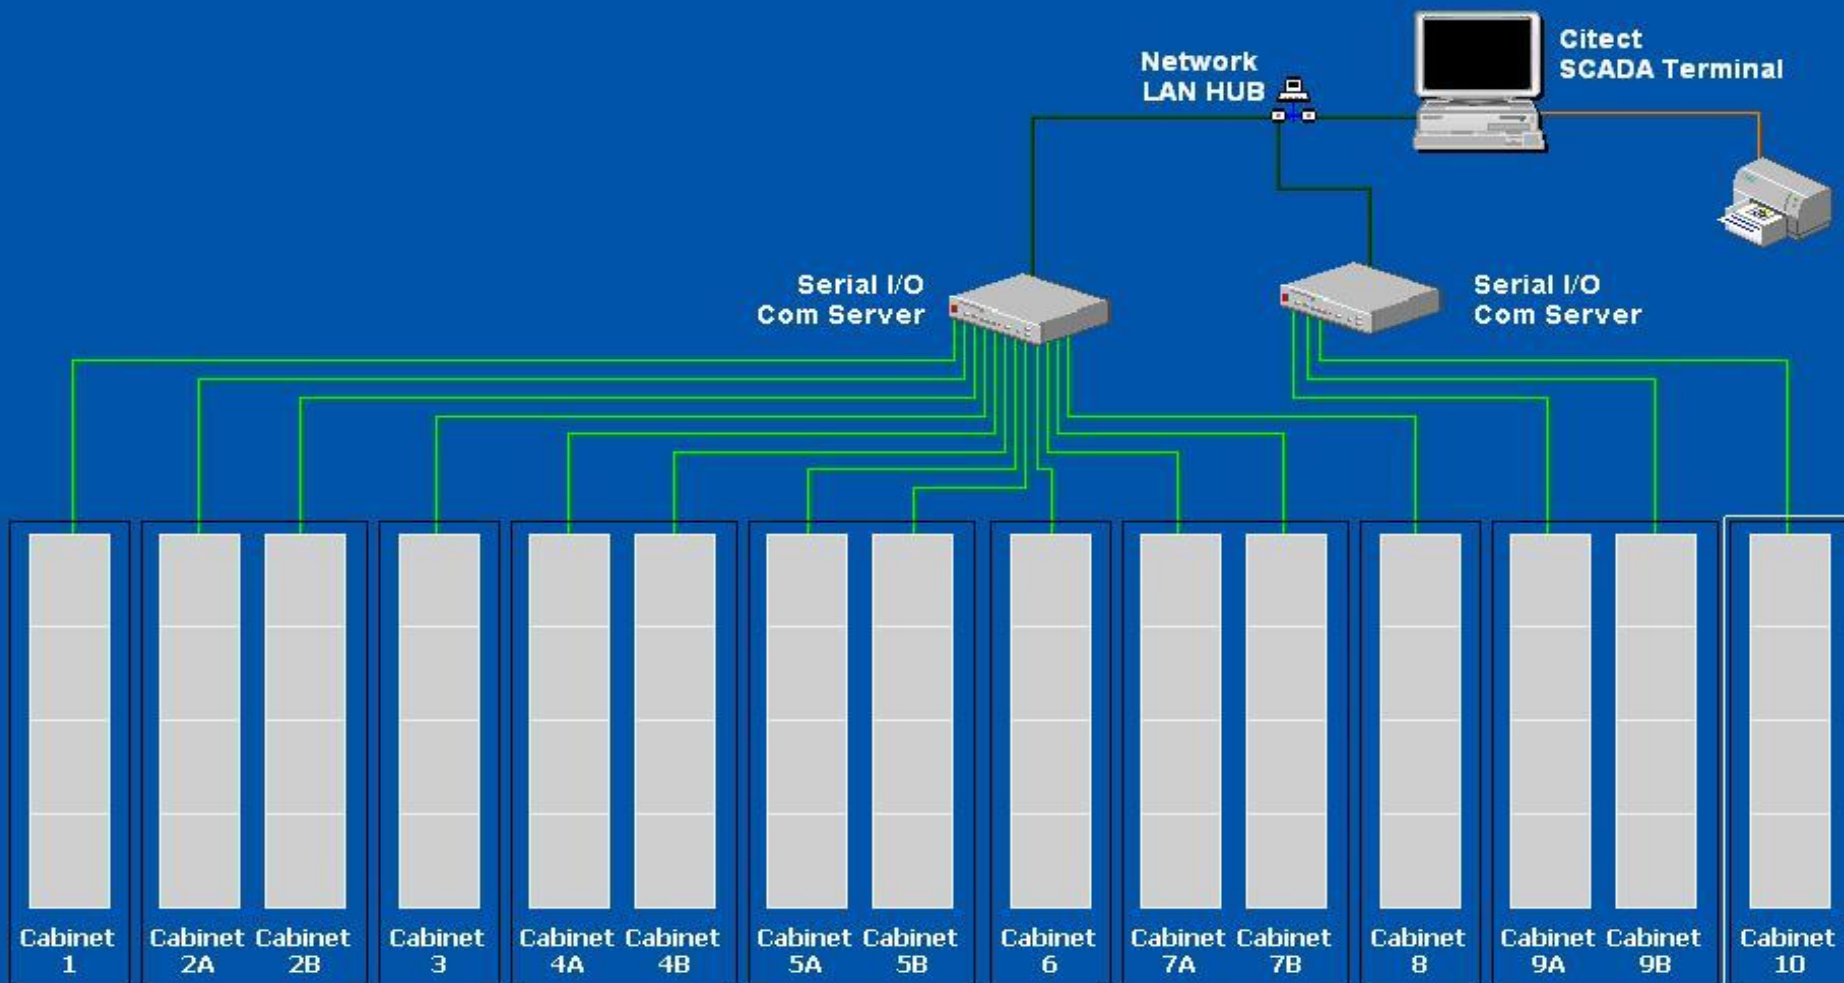 Citect
SCADA Terminal
Network
LAN HUB
Serial I/O
Com Server
Serial I/O
Com Server
Cabinet
1
Cabinet
2A
Cabinet
2B
Cabinet
3
Cabinet
4A
Cabinet
4B
Cabinet
5A
Cabinet
5B
Cabinet
6
Cabinet
7A
Cabinet
7B
Cabinet
8
Cabinet
9A
Cabinet
9B
Cabinet
10